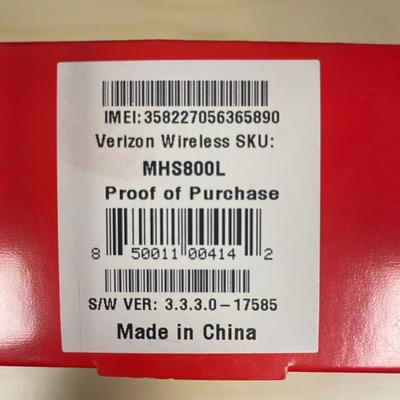 IMEI:358227056365890
Verizon Wireless SKU:
MHS800L
Proof of Purchase
8 50011 00414 2
S/W VER: 3.3.3.0-17585
Made in China